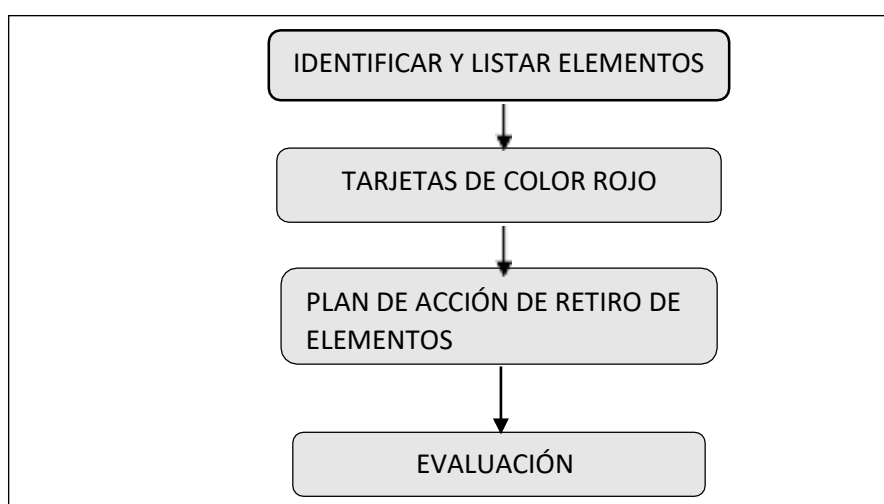 IDENTIFICAR Y LISTAR ELEMENTOS
TARJETAS DE COLOR ROJO
PLAN DE ACCIÓN DE RETIRO DE
ELEMENTOS
EVALUACIÓN